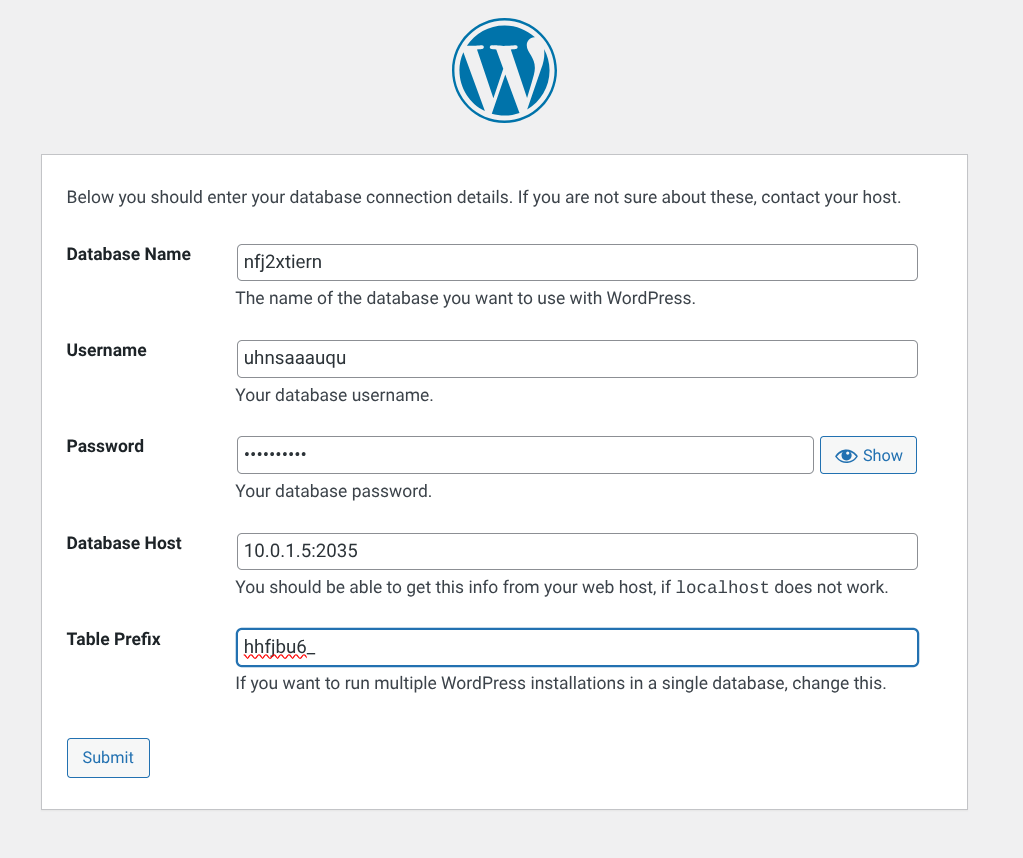 Below you should enter your database connection details. If you are not sure about these, contact your host.
Database Name
nfj2xtiern
The name of the database you want to use with WordPress.
Username
uhnsaaauqu
Your database username.
Password
••••••••••
Show
Your database password.
Database Host
10.0.1.5:2035
You should be able to get this info from your web host, if localhost does not work.
Table Prefix
hhfjbu6_
If you want to run multiple WordPress installations in a single database, change this.
Submit